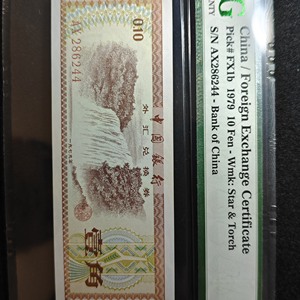 G
NTY
China / Foreign Exchange Certificate
Pick# FX1b 1979 10 Fen - Wmk: Star & Torch
S/N AX286244 - Bank of China
010
AX286244
中国银行
外汇兑换券
壹角